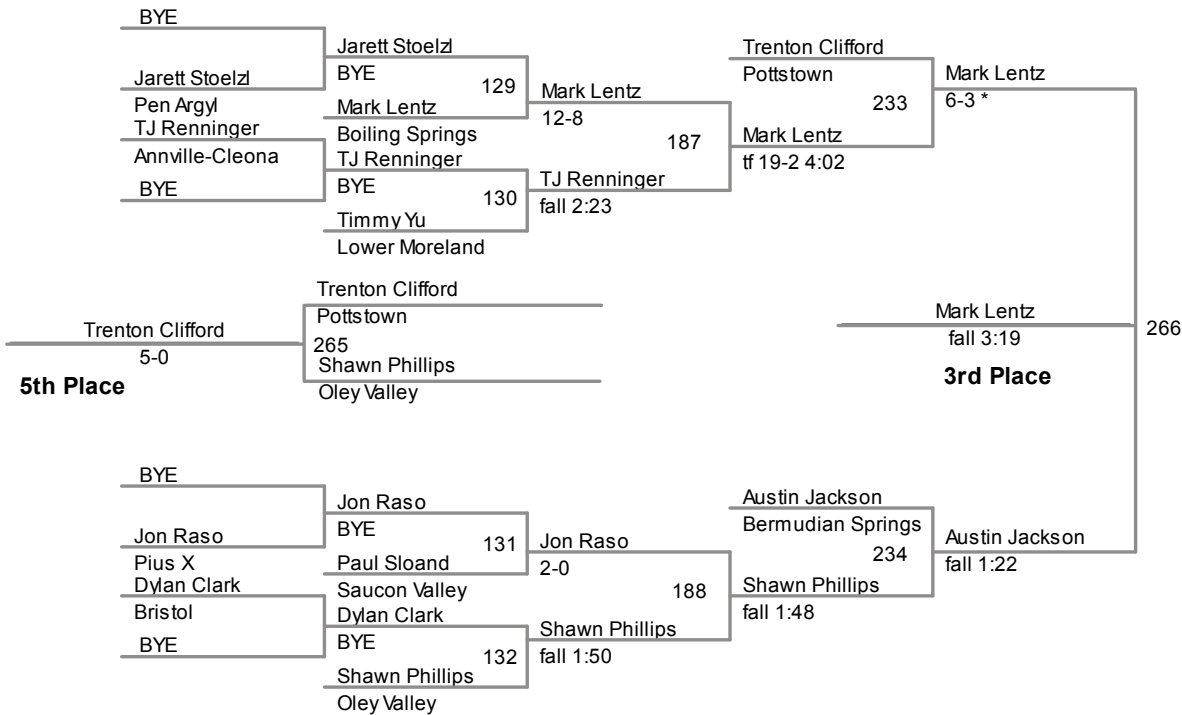 BYE
Jarett Stoelzl
Pen Argyl
TJ Renninger
Annville-Cleona
BYE
Jarett Stoelzl
BYE
129
Mark Lentz
Boiling Springs
TJ Renninger
BYE
130
Timmy Yu
Lower Moreland
Mark Lentz
12-8
187
TJ Renninger
fall 2:23
Trenton Clifford
Pottstown
233
Mark Lentz
tf 19-2 4:02
Mark Lentz
6-3 *
Trenton Clifford
5-0
5th Place
Trenton Clifford
Pottstown
265
Shawn Phillips
Oley Valley
Mark Lentz
fall 3:19
3rd Place
266
BYE
Jon Raso
Pius X
Dylan Clark
Bristol
BYE
Jon Raso
BYE
131
Paul Sloand
Saucon Valley
Dylan Clark
BYE
132
Shawn Phillips
Oley Valley
Jon Raso
2-0
188
Shawn Phillips
fall 1:50
Austin Jackson
Bermudian Springs
234
Shawn Phillips
fall 1:48
Austin Jackson
fall 1:22